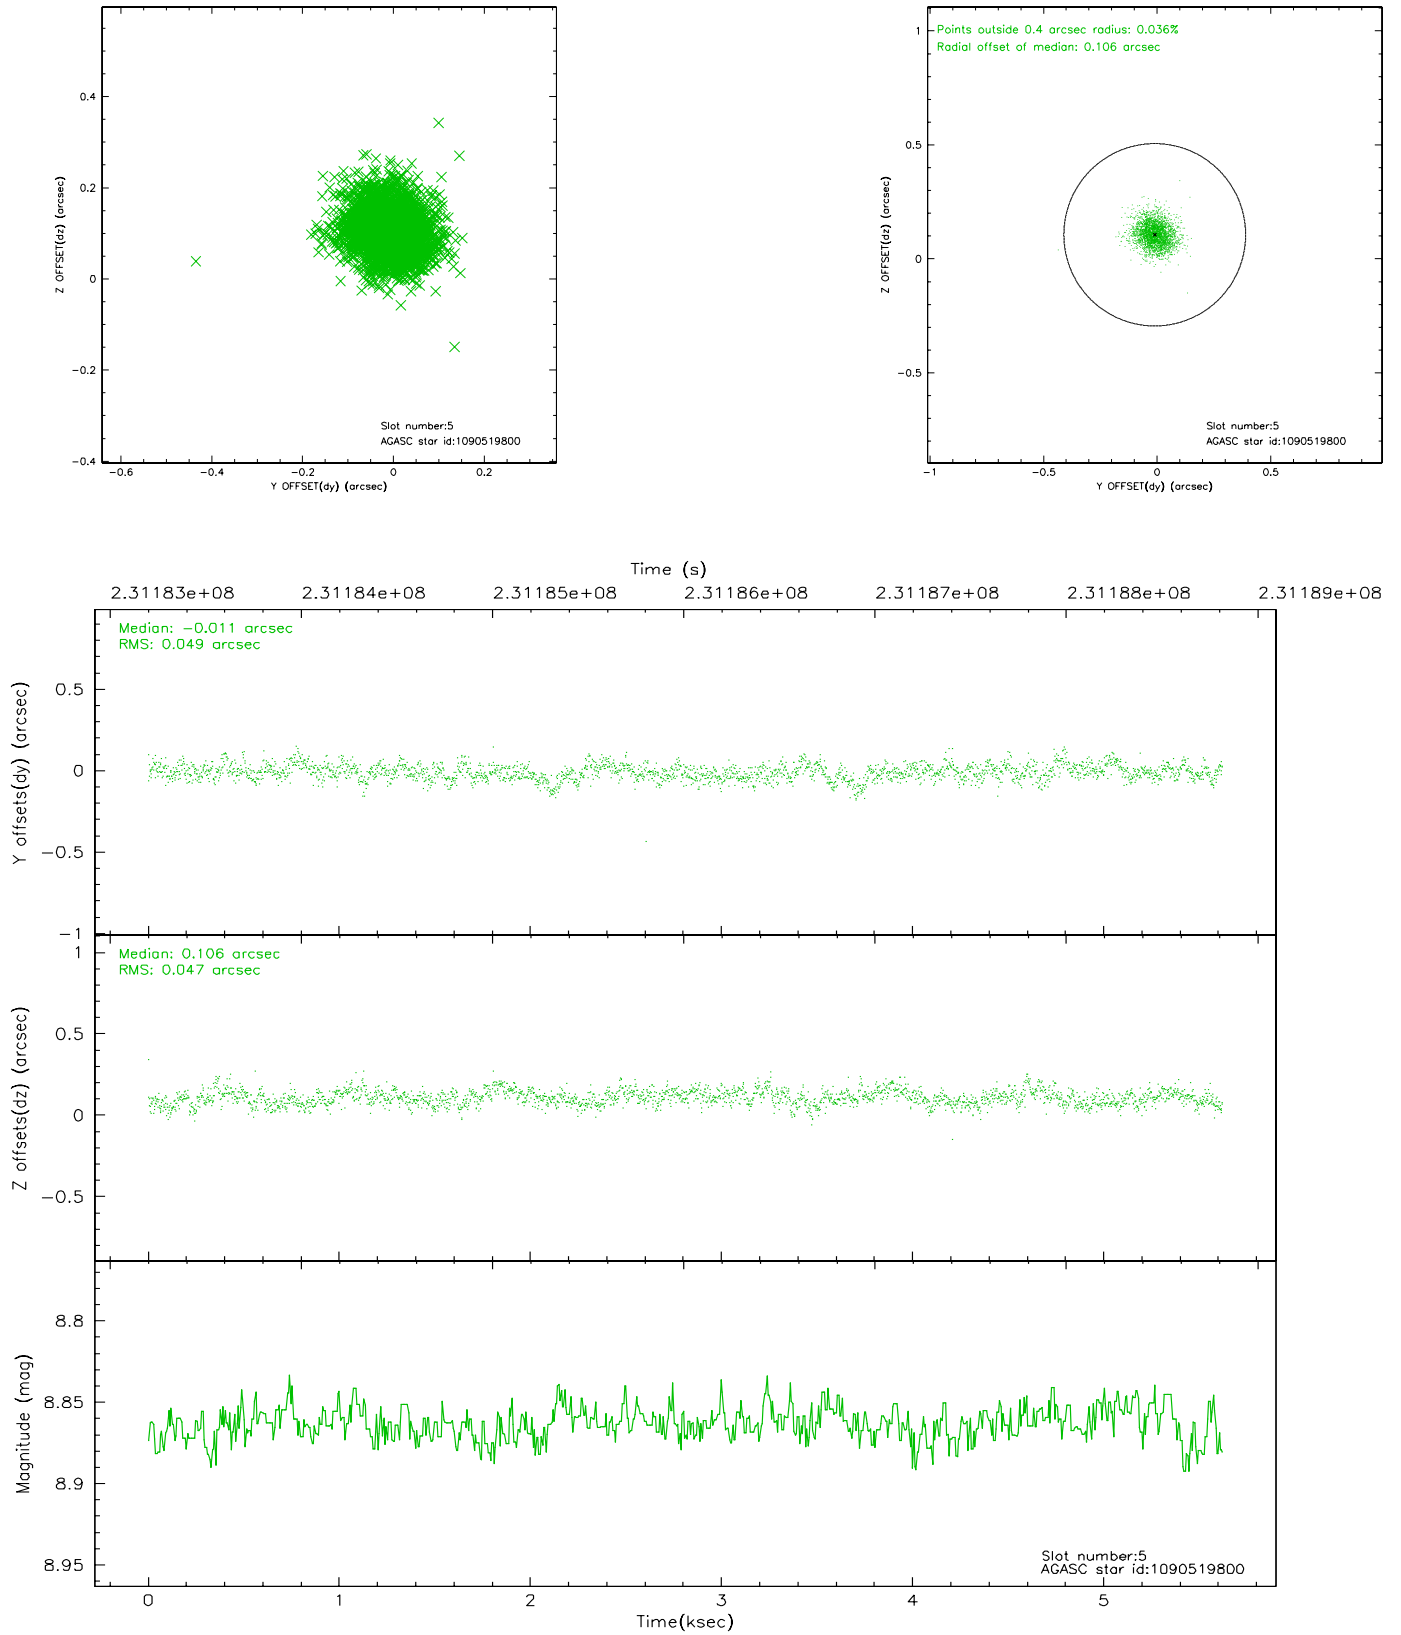 Z OFFSET(dz) (arcsec)
0.4
0.2
0
−0.2
−0.4
Slot number:5
AGASC star id:1090519800
−0.6
−0.4
−0.2
0
0.2
Y OFFSET(dy) (arcsec)
Points outside 0.4 arcsec radius: 0.036%
Radial offset of median: 0.106 arcsec
Z OFFSET(dz) (arcsec)
1
0.5
0
−0.5
Slot number:5
AGASC star id:1090519800
−1
−0.5
0
0.5
Y OFFSET(dy) (arcsec)
Time (s)
2.31183e+08
2.31184e+08
2.31185e+08
2.31186e+08
2.31187e+08
2.31188e+08
2.31189e+08
Median: −0.011 arcsec
RMS: 0.049 arcsec
Y offsets(dy) (arcsec)
0.5
0
−0.5
−1
Median: 0.106 arcsec
RMS: 0.047 arcsec
Z offsets(dz) (arcsec)
1
0.5
0
−0.5
Magnitude (mag)
8.8
8.85
8.9
8.95
Slot number:5
AGASC star id:1090519800
0
1
2
3
4
5
Time(ksec)